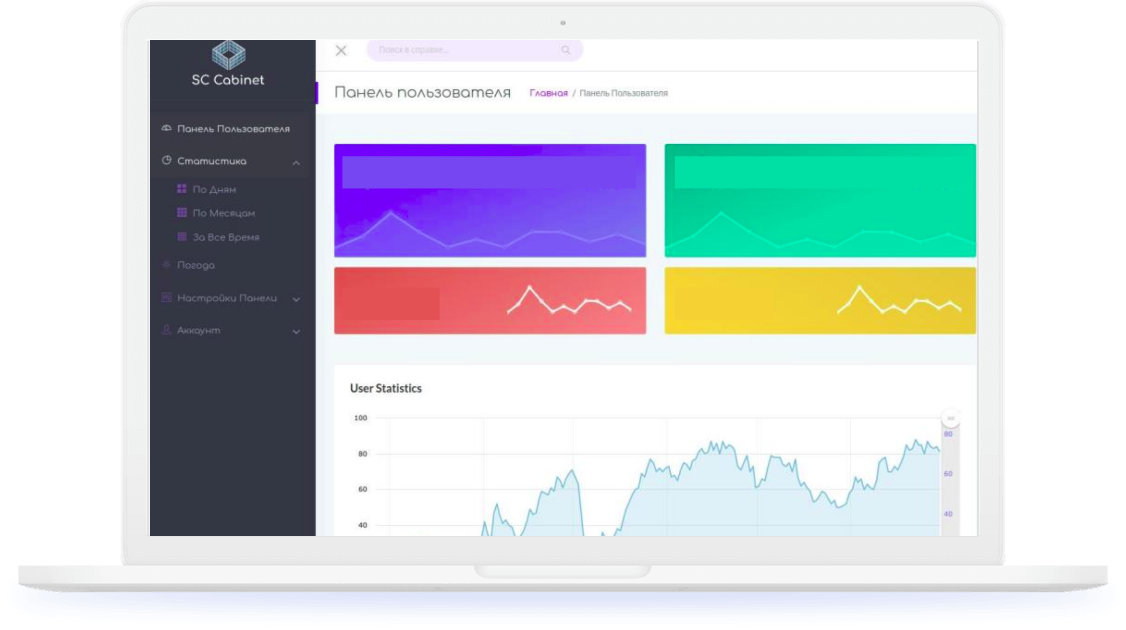 SC Cabinet
Панель Пользователя
Статистика
По Дням
По Месяцам
За Все Время
Погода
Настройки Панели
Аккаунт
Поиск в справке...
Панель пользователя Главная / Панель Пользователя
User Statistics
100
80
60
40
80
60
40